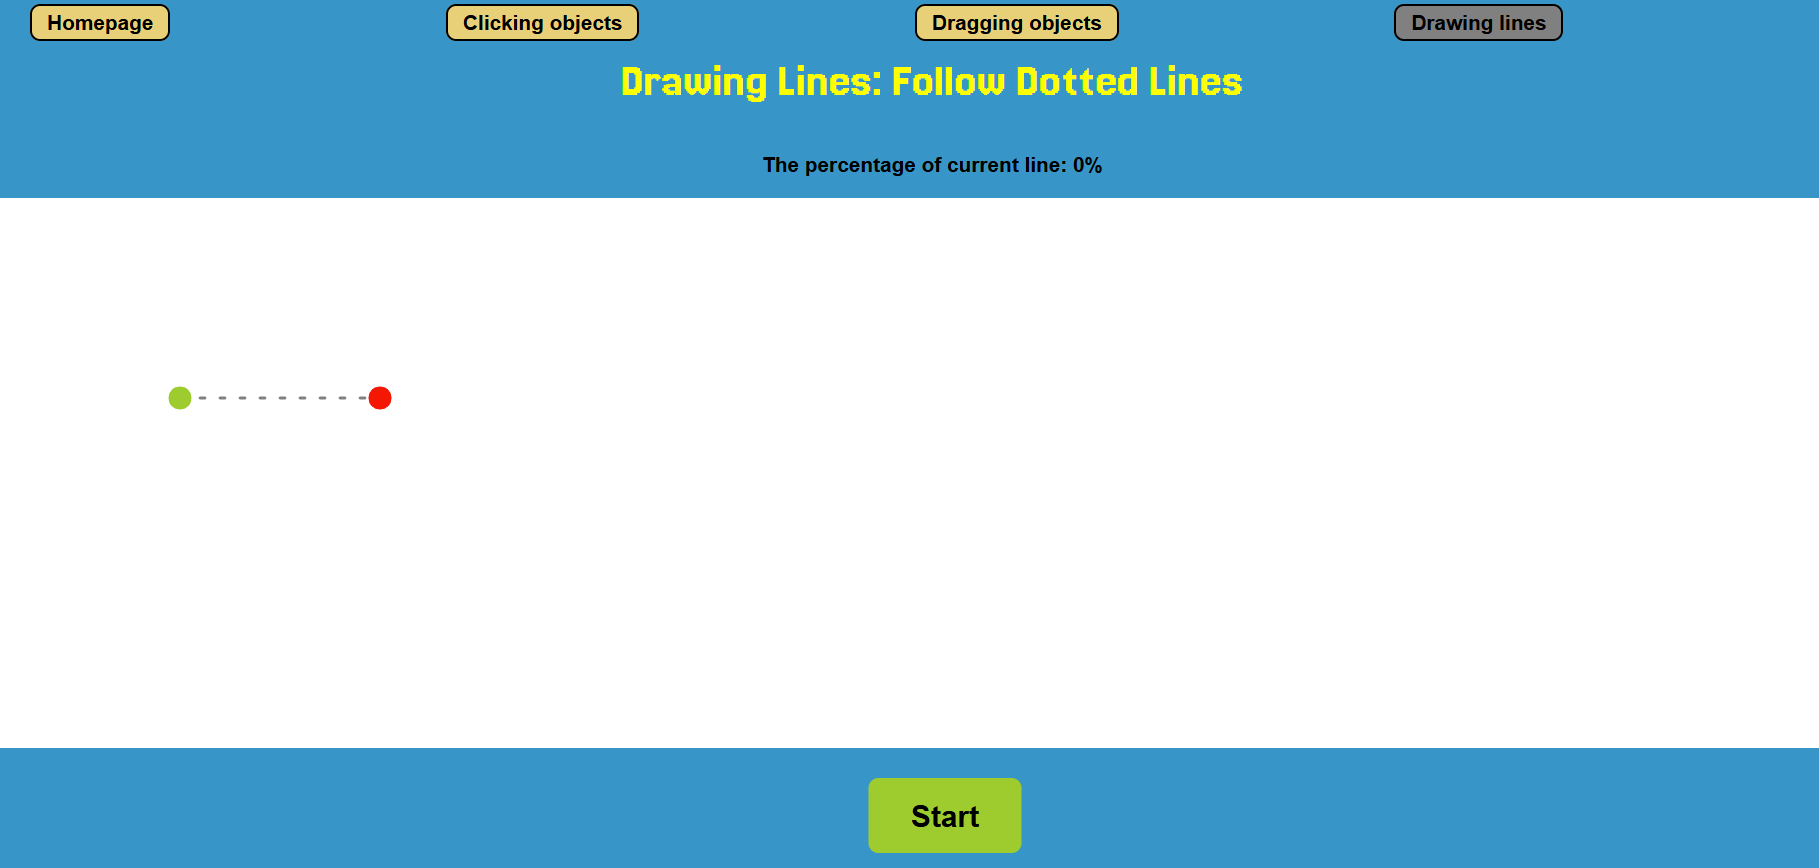 Homepage
Clicking objects
Dragging objects
Drawing lines
Drawing Lines: Follow Dotted Lines
The percentage of current line: 0%
Start